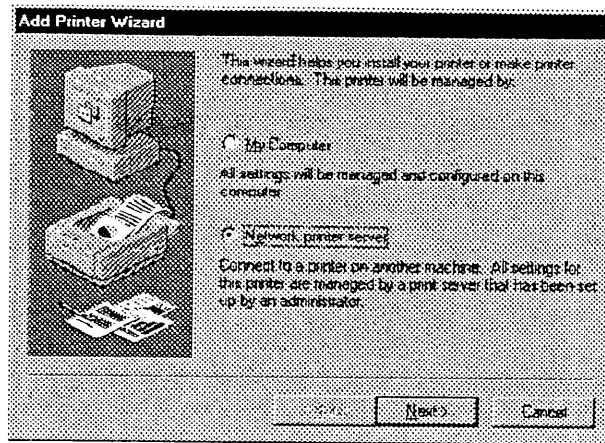 Add Printer Wizard
This wizard helps you install your printer or make printer
connections. This printer will be managed by:
My Computer
All settings will be managed and configured on this
computer.
Network printer server
Connect to a printer on another machine. All settings for
this printer are managed by a print server that has been set
up by an administrator.
Next >
Cancel